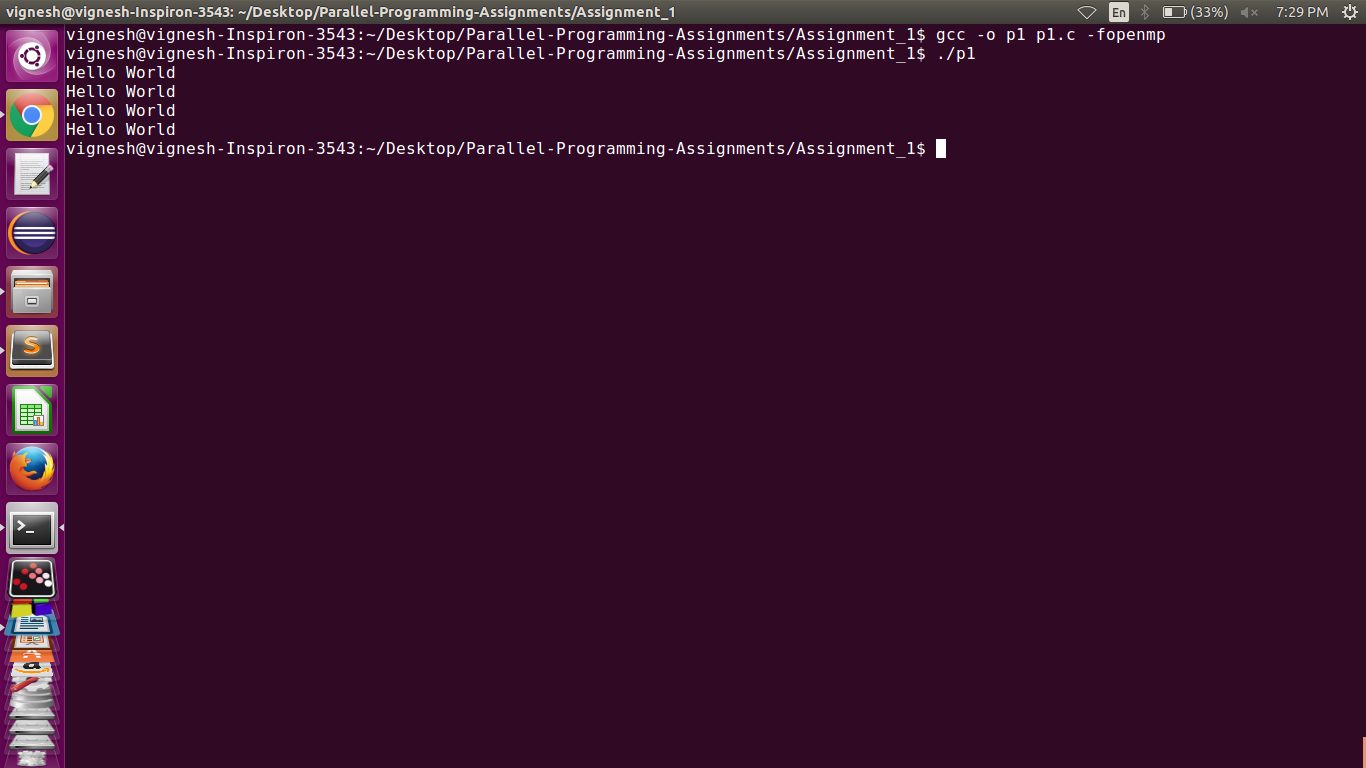 vignesh@vignesh-Inspiron-3543: ~/Desktop/Parallel-Programming-Assignments/Assignment_1
En
(33%)
7:29 PM
vignesh@vignesh-Inspiron-3543:~/Desktop/Parallel-Programming-Assignments/Assignment_1$ gcc -o p1 p1.c -fopenmp
vignesh@vignesh-Inspiron-3543:~/Desktop/Parallel-Programming-Assignments/Assignment_1$ ./p1
Hello World
Hello World
Hello World
Hello World
vignesh@vignesh-Inspiron-3543:~/Desktop/Parallel-Programming-Assignments/Assignment_1$
S
>_
a